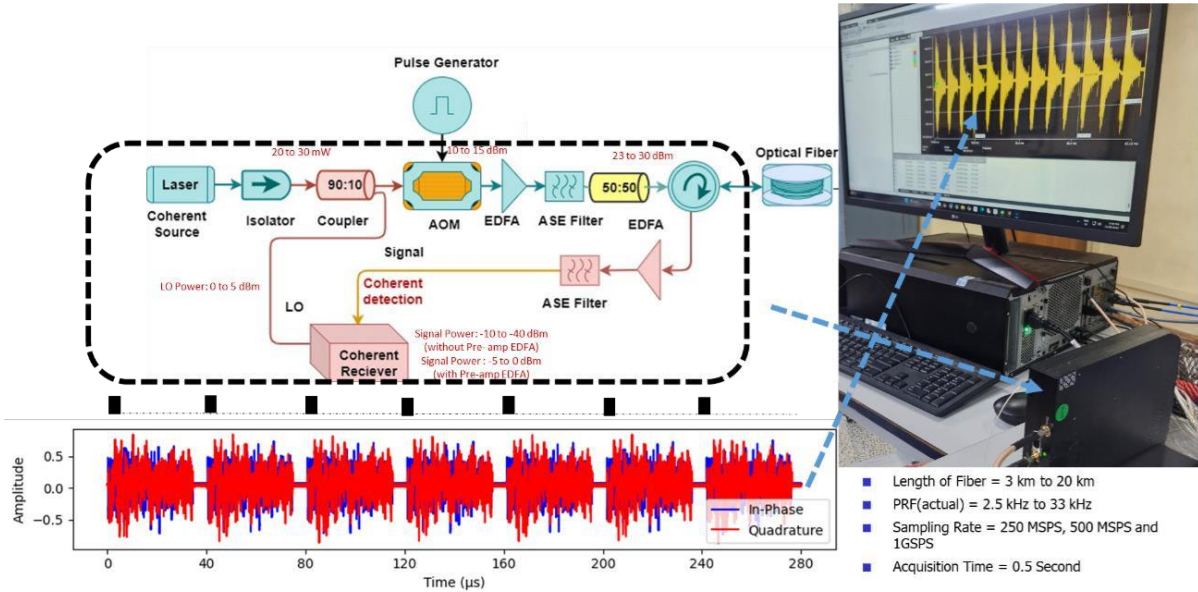 Pulse Generator
20 to 30 mW
10 to 15 dBm
23 to 30 dBm
Optical Fiber
Laser
90:10
50:50
Coherent
Source
Isolator
Coupler
AOM
EDFA
ASE Filter
EDFA
Signal
LO Power: 0 to 5 dBm
LO
Coherent
detection
ASE Filter
Coherent
Reciever
Signal Power: -10 to -40 dBm
(without Pre- amp EDFA)
Signal Power : -5 to 0 dBm
(with Pre-amp EDFA)
Amplitude
0.5
0.0
−0.5
In-Phase
Quadrature
0 40 80 120 160 200 240 280
Time (μs)
Length of Fiber = 3 km to 20 km
PRF(actual) = 2.5 kHz to 33 kHz
Sampling Rate = 250 MSPS, 500 MSPS and
1GSPS
Acquisition Time = 0.5 Second